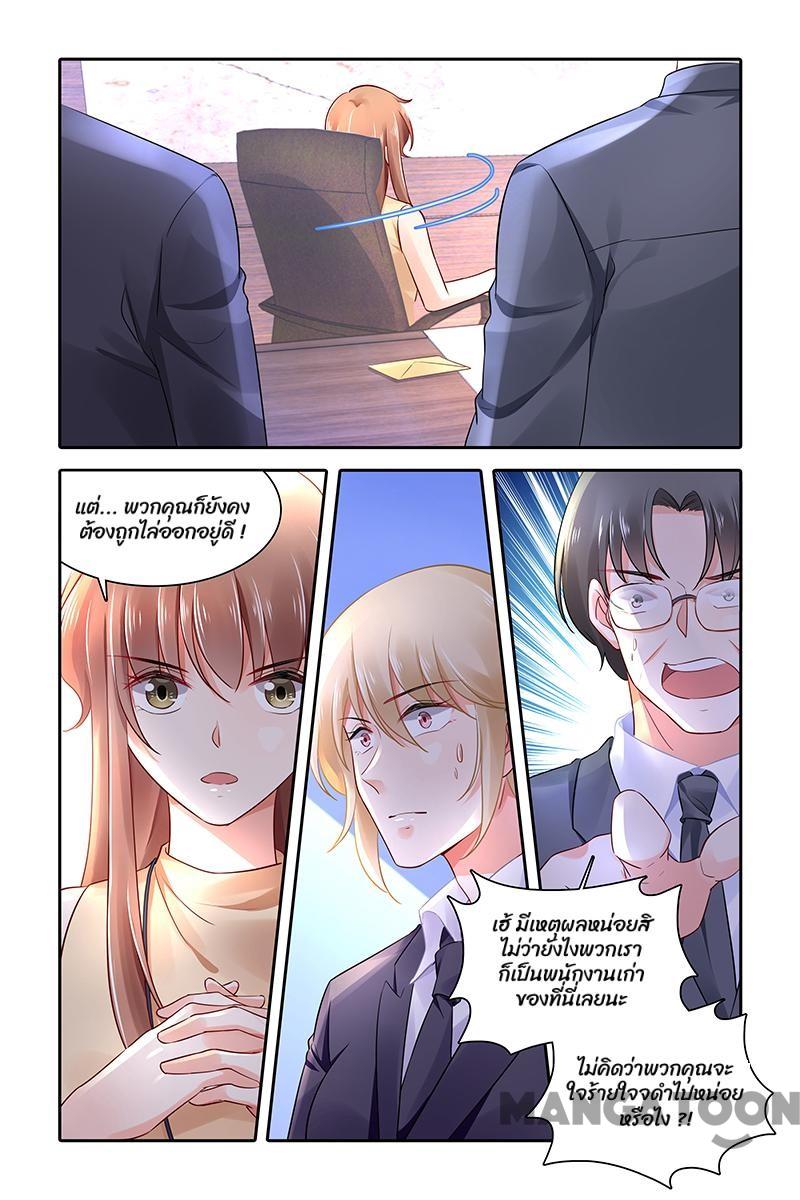 แต่... พวกคุณก็ยังคง
ต้องถูกไล่ออกอยู่ดี !
เฮ้ มีเหตุผลหน่อยสิ
ไม่ว่ายังไงพวกเรา
ก็เป็นพนักงานเก่า
ของที่นี่เลยนะ
ไม่คิดว่าพวกคุณจะ
ใจร้ายใจจดำไปหน่อย
หรือไง ?!
MANGATOON